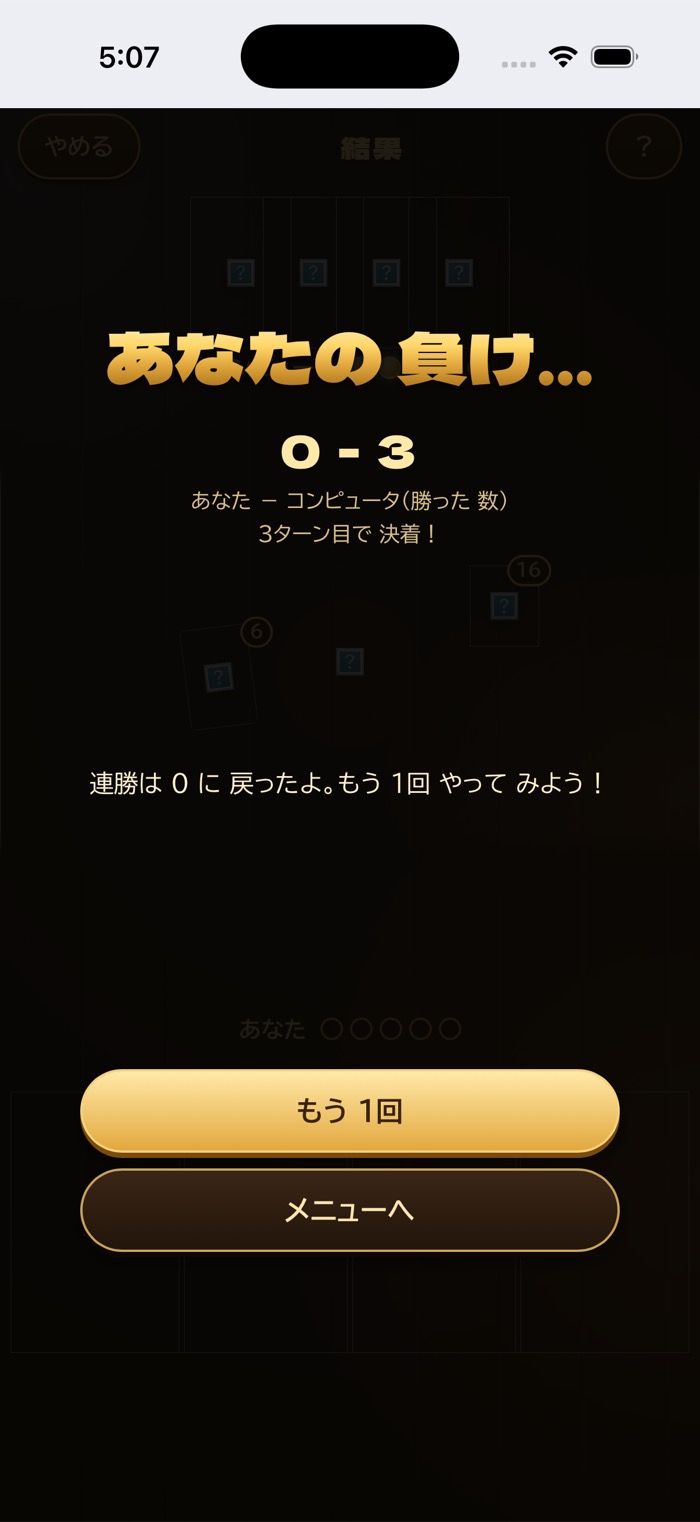 5:07
やめる
結果
?
? ? ? ?
あなたの 負け...
0 - 3
あなた － コンピュータ（勝った 数）
3ターン目で 決着！
16
?
6
?
?
連勝は 0 に 戻ったよ。もう 1回 やって みよう！
あなた
もう 1回
メニューへ